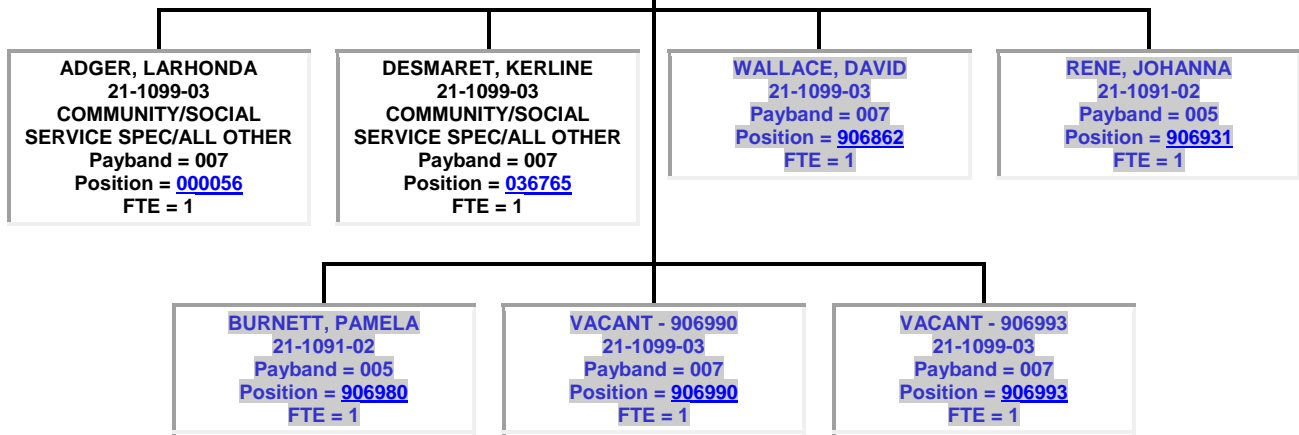 ADGER, LARHONDA
21-1099-03
COMMUNITY/SOCIAL
SERVICE SPEC/ALL OTHER
Payband = 007
Position = 000056
FTE = 1
DESMARET, KERLINE
21-1099-03
COMMUNITY/SOCIAL
SERVICE SPEC/ALL OTHER
Payband = 007
Position = 036765
FTE = 1
WALLACE, DAVID
21-1099-03
Payband = 007
Position = 906862
FTE = 1
RENE, JOHANNA
21-1091-02
Payband = 005
Position = 906931
FTE = 1
BURNETT, PAMELA
21-1091-02
Payband = 005
Position = 906980
FTE = 1
VACANT - 906990
21-1099-03
Payband = 007
Position = 906990
FTE = 1
VACANT - 906993
21-1099-03
Payband = 007
Position = 906993
FTE = 1